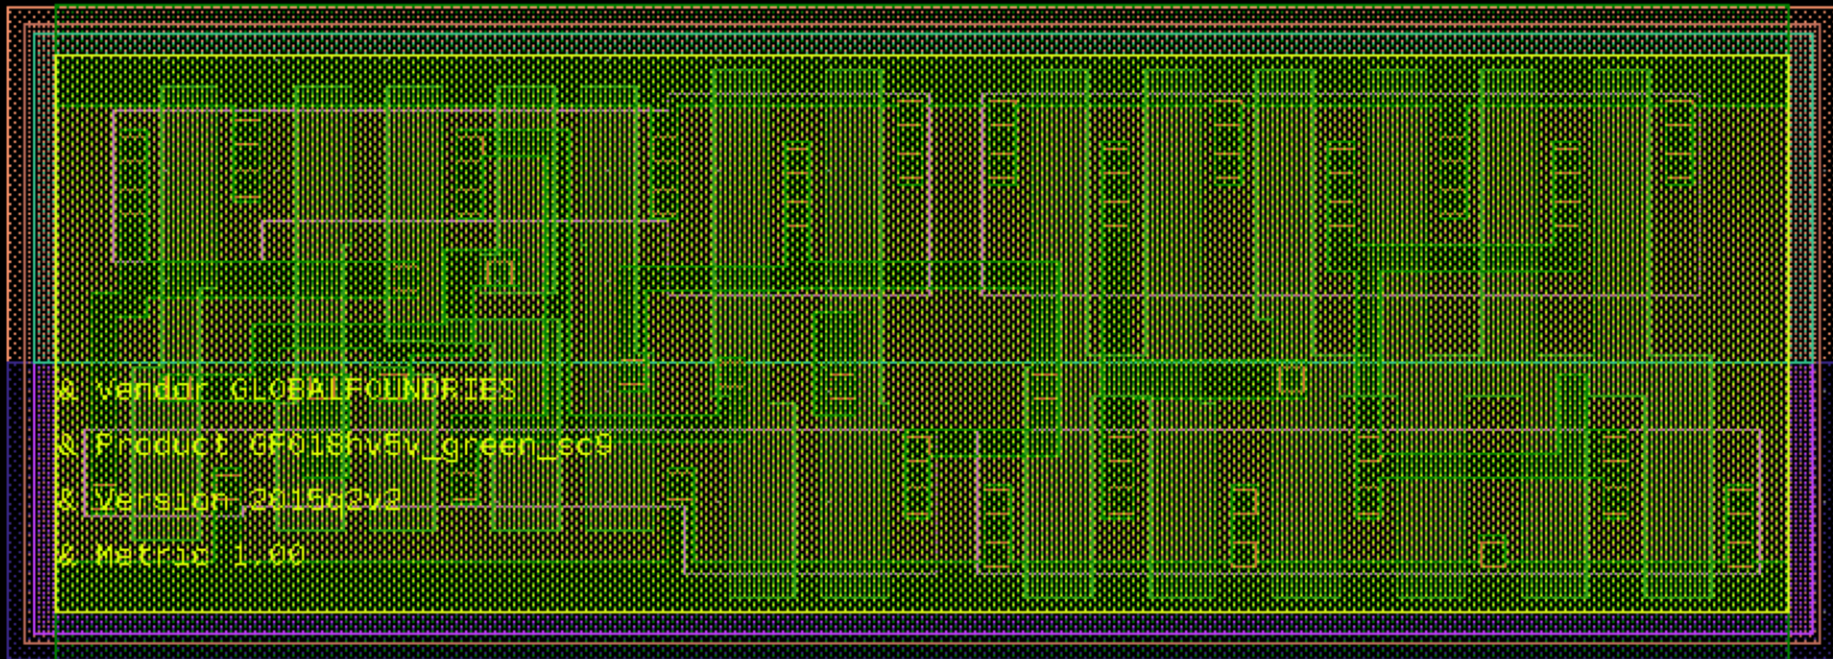 & Vendor GLOBALFOUNDRIES
& Product GF018hv5v_green_sc9
& Version 2015q2v2
& Metric 1.00